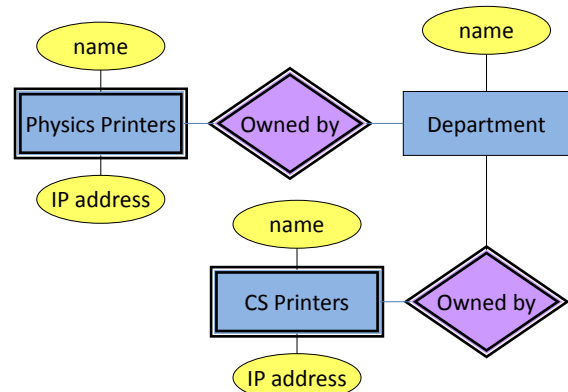 name
name
Physics Printers
Owned by
Department
IP address
name
CS Printers
Owned by
IP address